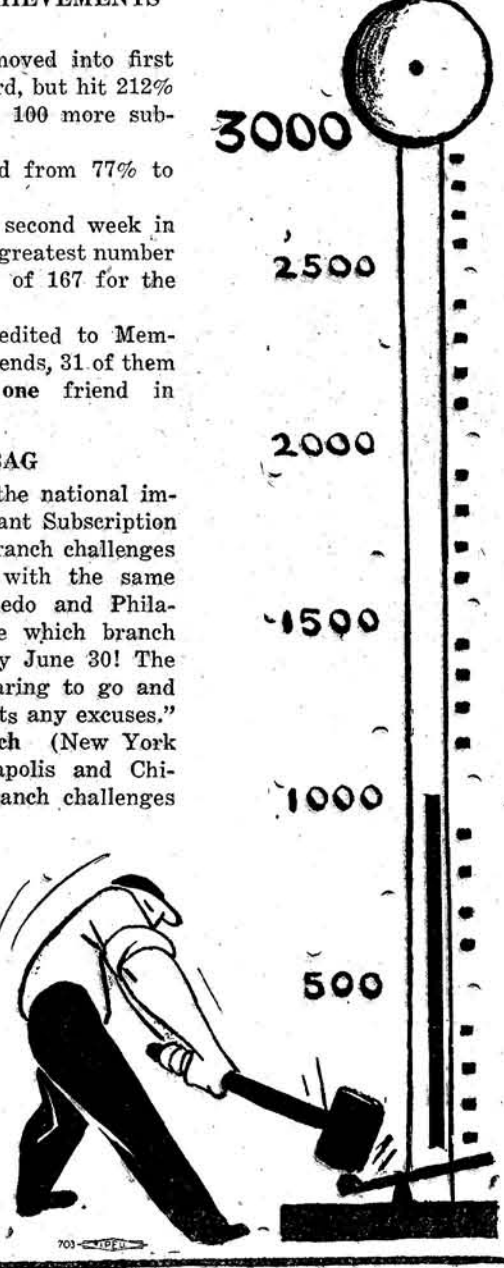 HIEVEMENTS
moved into first
rd, but hit 212%
100 more sub-
d from 77% to
second week in
greatest number
of 167 for the
edited to Mem-
ends, 31 of them
one friend in
BAG
the national im-
ant Subscription
ranch challenges
with the same
edo and Phila-
e which branch
y June 30! The
aring to go and
ts any excuses."
ch (New York
apolis and Chi-
ranch challenges
3000
2500
2000
1500
1000
500
703